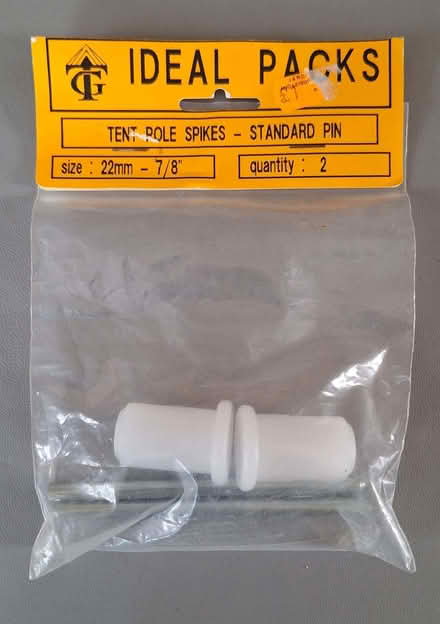 TG IDEAL PACKS
TENT POLE SPIKES - STANDARD PIN
size : 22mm - 7/8"
quantity : 2